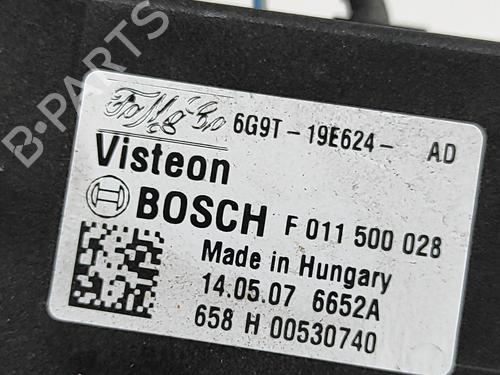 B-PARTS
FoMoCo 6G9T-19E624- AD
Visteon
BOSCH F 011 500 028
Made in Hungary
14.05.07 6652A
658 H 00530740